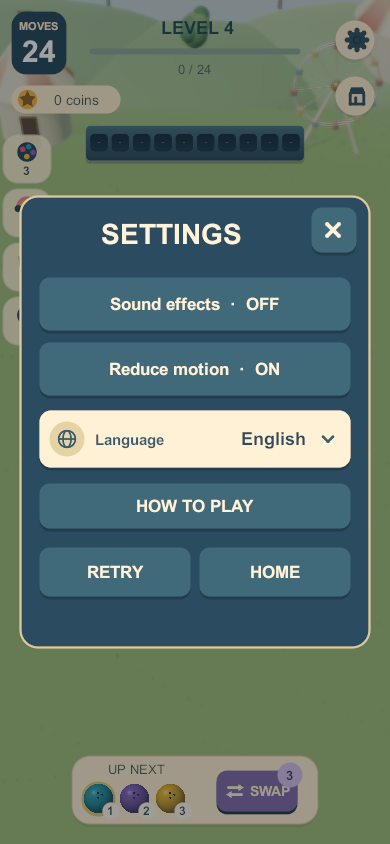 MOVES
24
LEVEL 4
0 / 24
0 coins
3
SETTINGS
Sound effects · OFF
Reduce motion · ON
Language
English
HOW TO PLAY
RETRY
HOME
UP NEXT
1
2
3
SWAP
3